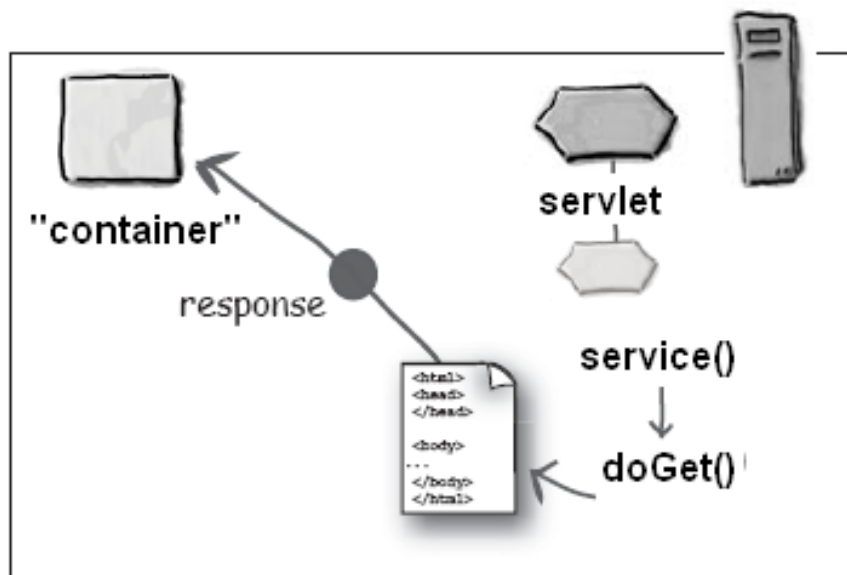 "container"
servlet
response
service()
doGet()
<html>
<head>
</head>
<body>
...
</body>
</html>